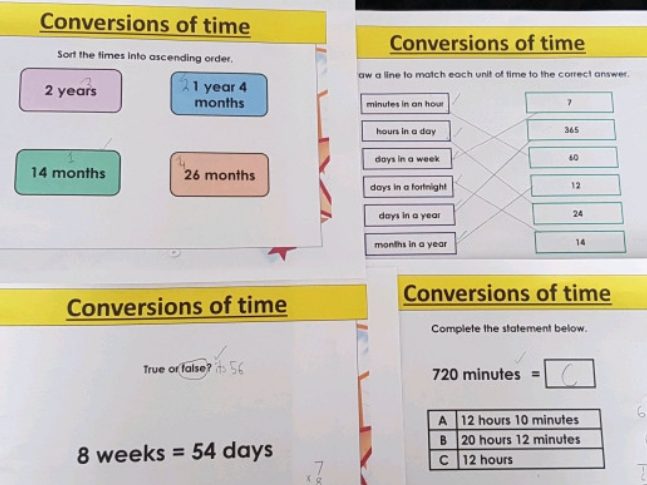 Conversions of time
Sort the times into ascending order.
3
2 years
2
1 year 4
months
1
14 months
4
26 months
Conversions of time
aw a line to match each unit of time to the correct answer.
minutes in an hour
7
hours in a day
365
days in a week
60
days in a fortnight
12
days in a year
24
months in a year
14
Conversions of time
True or false? its 56
8 weeks = 54 days
7
x 8
Conversions of time
Complete the statement below.
720 minutes = C
A 12 hours 10 minutes
B 20 hours 12 minutes
C 12 hours
6